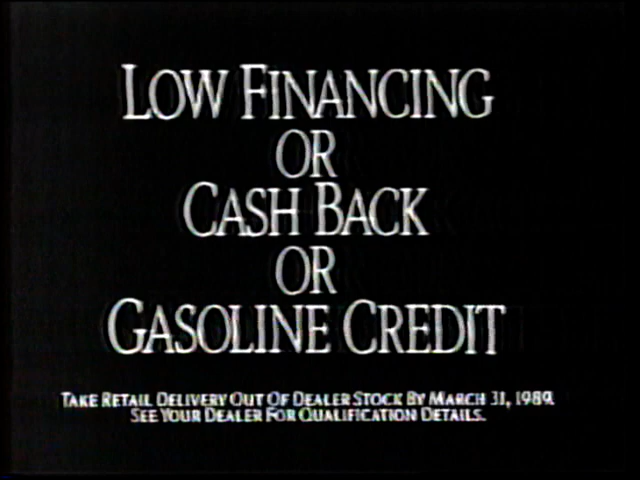 LOW FINANCING
OR
CASH BACK
OR
GASOLINE CREDIT
TAKE RETAIL DELIVERY OUT OF DEALER STOCK BY MARCH 31, 1989.
SEE YOUR DEALER FOR QUALIFICATION DETAILS.